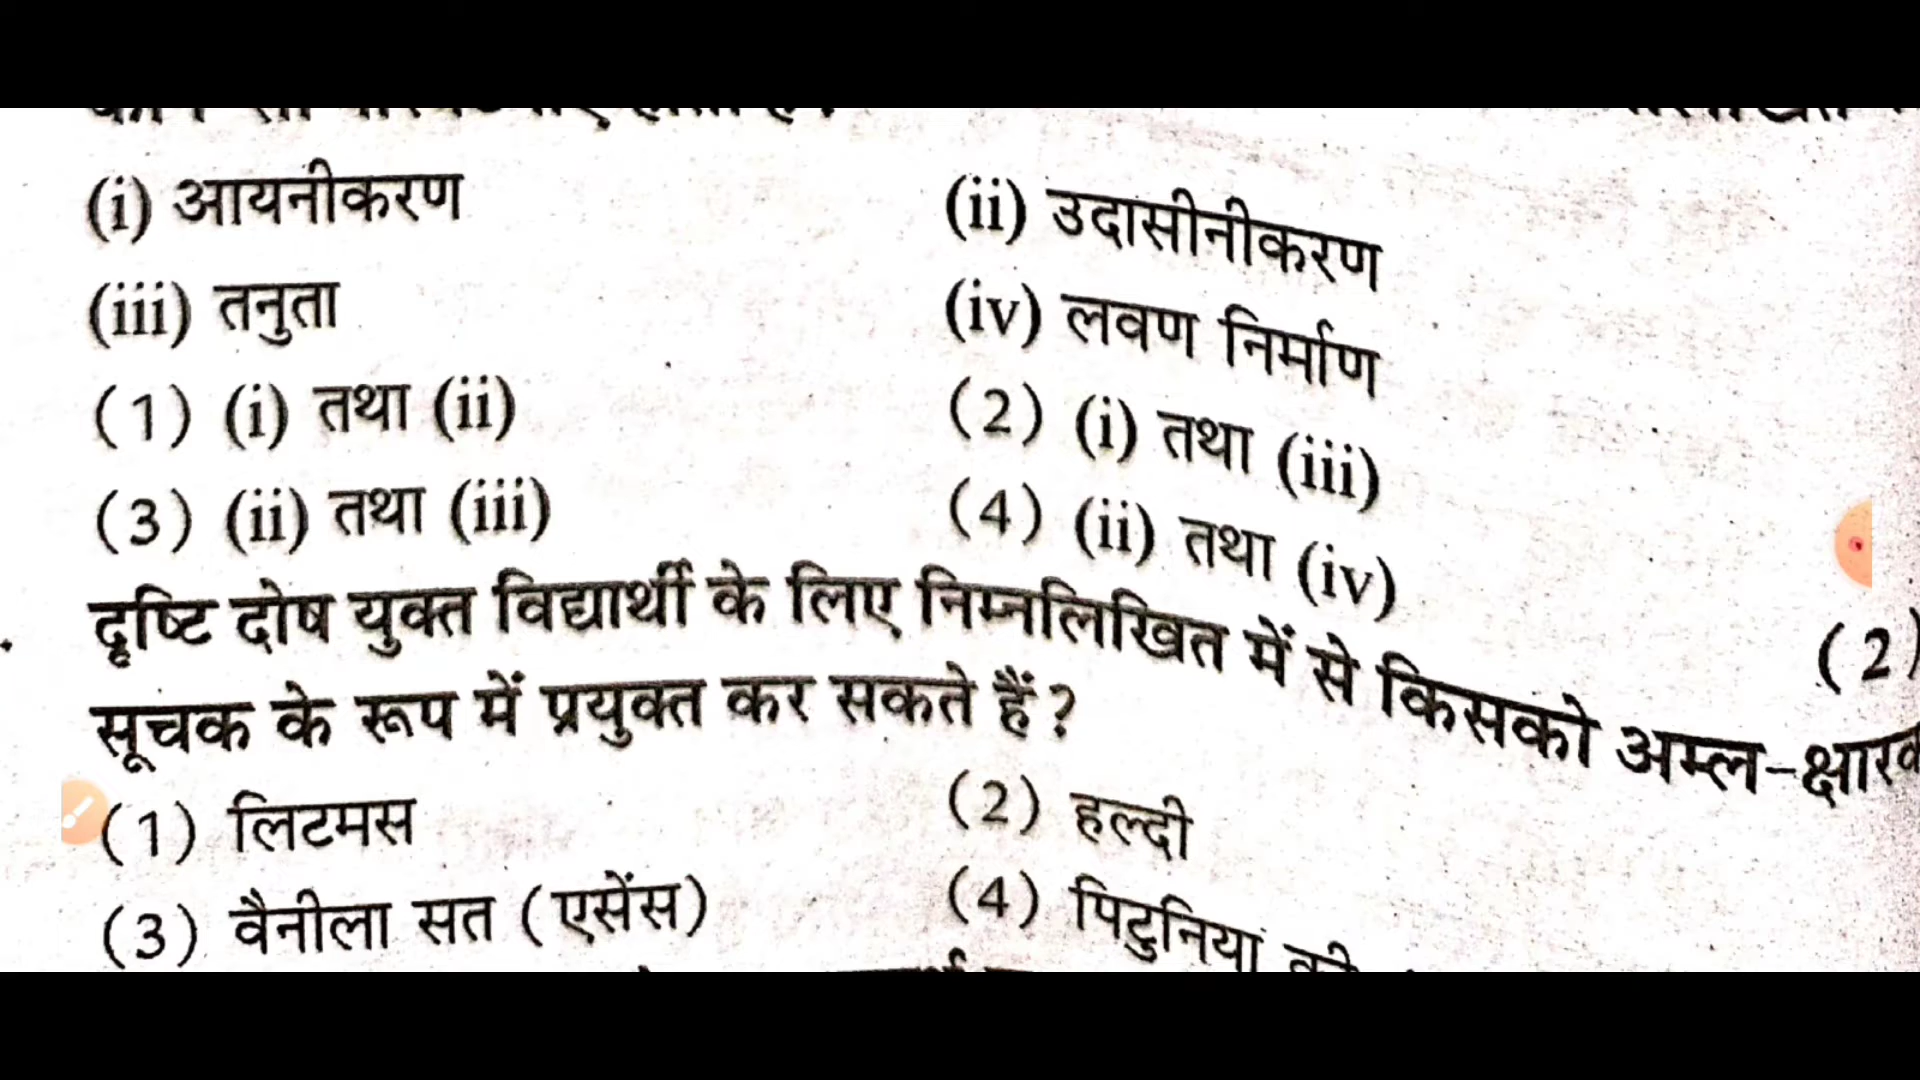 (i) आयनीकरण (ii) उदासीनीकरण
(iii) तनुता (iv) लवण निर्माण
(1) (i) तथा (ii) (2) (i) तथा (iii)
(3) (ii) तथा (iii) (4) (ii) तथा (iv)
दृष्टि दोष युक्त विद्यार्थी के लिए निम्नलिखित में से किसको अम्ल-क्षारक
सूचक के रूप में प्रयुक्त कर सकते हैं?
(2)
(1) लिटमस (2) हल्दी
(3) वैनीला सत (एसेंस) (4) पिटुनिया की